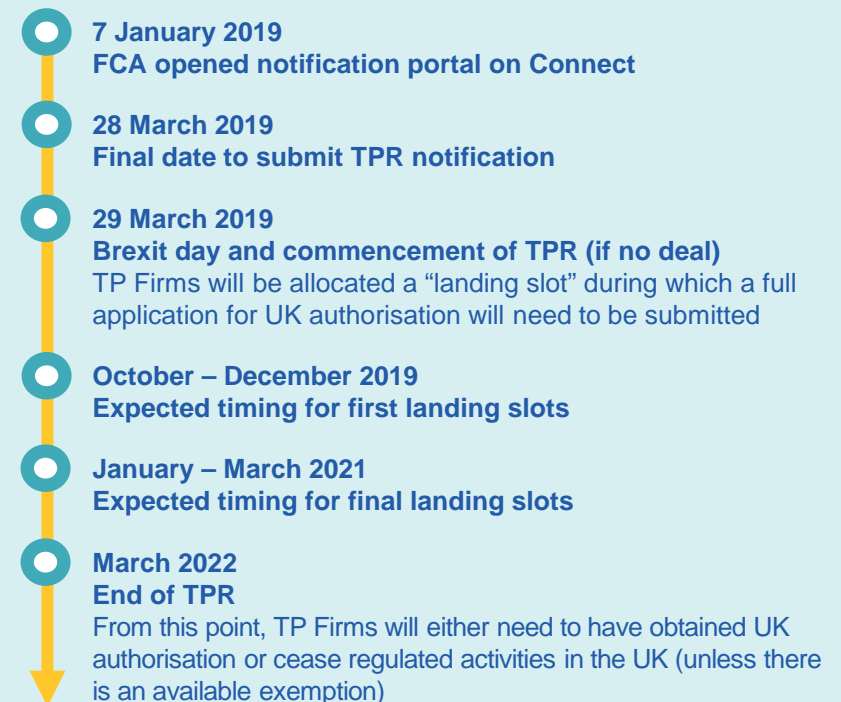 7 January 2019
FCA opened notification portal on Connect
28 March 2019
Final date to submit TPR notification
29 March 2019
Brexit day and commencement of TPR (if no deal)
TP Firms will be allocated a “landing slot” during which a full
application for UK authorisation will need to be submitted
October – December 2019
Expected timing for first landing slots
January – March 2021
Expected timing for final landing slots
March 2022
End of TPR
From this point, TP Firms will either need to have obtained UK
authorisation or cease regulated activities in the UK (unless there
is an available exemption)